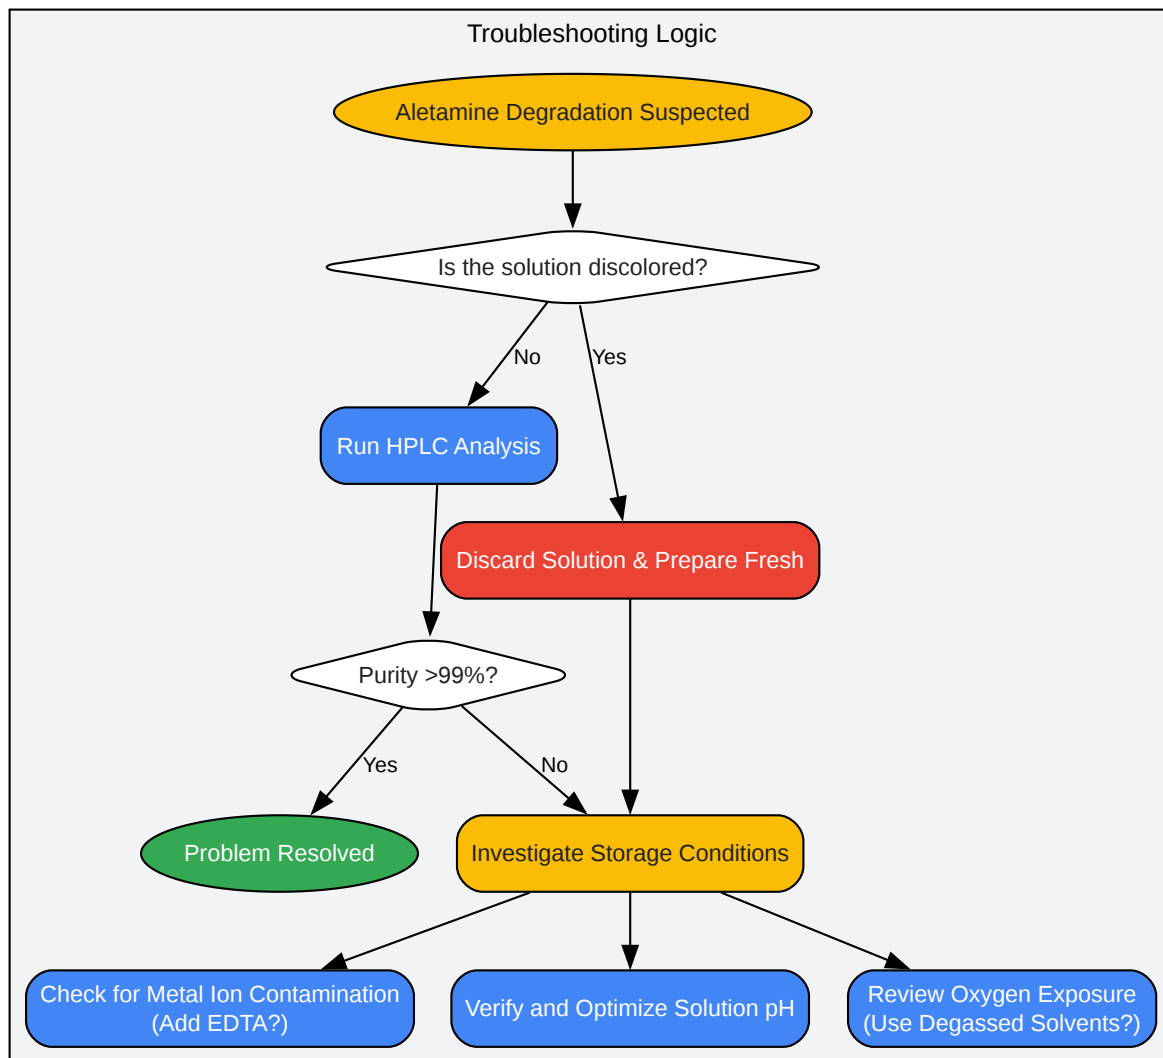 Troubleshooting Logic
Aletamine Degradation Suspected
Is the solution discolored?
No
Yes
Run HPLC Analysis
Discard Solution & Prepare Fresh
Purity >99%?
Yes
No
Problem Resolved
Investigate Storage Conditions
Check for Metal Ion Contamination
(Add EDTA?)
Verify and Optimize Solution pH
Review Oxygen Exposure
(Use Degassed Solvents?)